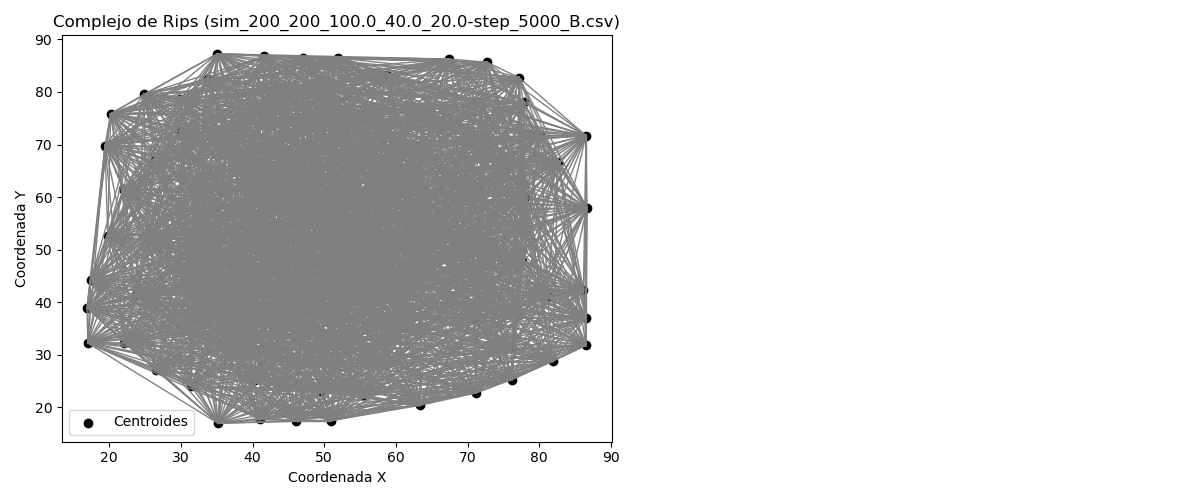 Complejo de Rips (sim_200_200_100.0_40.0_20.0-step_5000_B.csv)
90
80
70
60
50
40
30
20
Coordenada Y
Centroides
20 30 40 50 60 70 80 90
Coordenada X